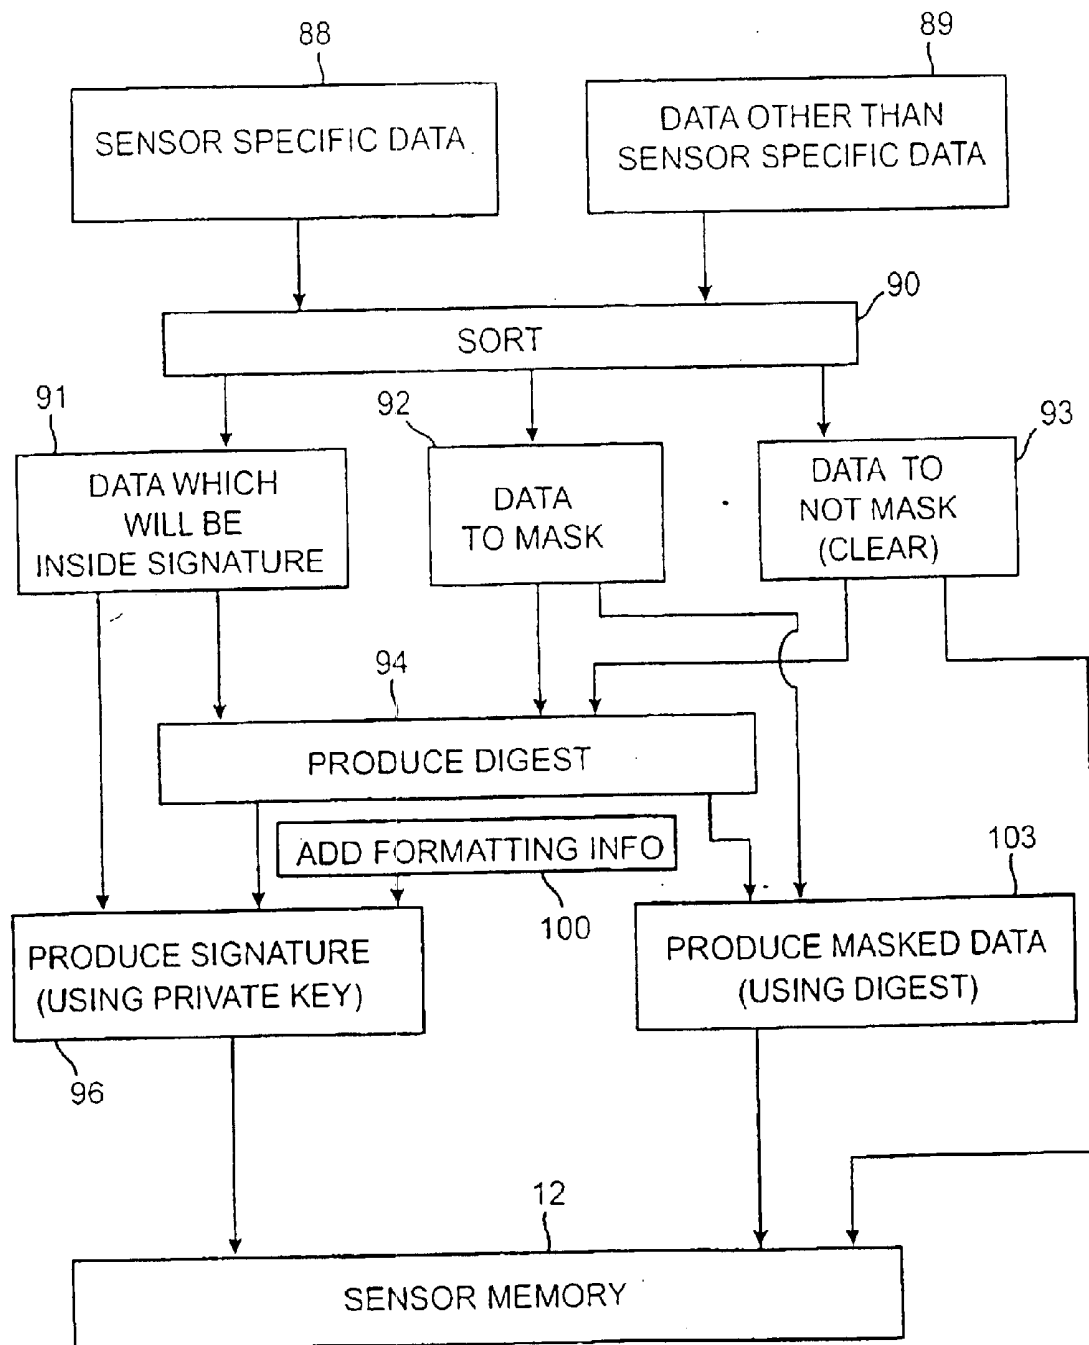 88
89
SENSOR SPECIFIC DATA
DATA OTHER THAN
SENSOR SPECIFIC DATA
90
SORT
91
92
93
DATA WHICH
WILL BE
INSIDE SIGNATURE
DATA
TO MASK
DATA TO
NOT MASK
(CLEAR)
94
PRODUCE DIGEST
ADD FORMATTING INFO
100
103
PRODUCE SIGNATURE
(USING PRIVATE KEY)
PRODUCE MASKED DATA
(USING DIGEST)
96
12
SENSOR MEMORY